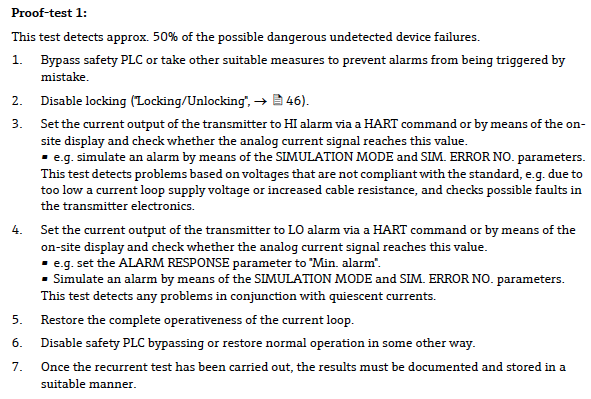 Proof-test 1:
This test detects approx. 50% of the possible dangerous undetected device failures.
1. Bypass safety PLC or take other suitable measures to prevent alarms from being triggered by
mistake.
2. Disable locking ("Locking/Unlocking", → 46).
3. Set the current output of the transmitter to HI alarm via a HART command or by means of the on-
site display and check whether the analog current signal reaches this value.
▪ e.g. simulate an alarm by means of the SIMULATION MODE and SIM. ERROR NO. parameters.
This test detects problems based on voltages that are not compliant with the standard, e.g. due to
too low a current loop supply voltage or increased cable resistance, and checks possible faults in
the transmitter electronics.
4. Set the current output of the transmitter to LO alarm via a HART command or by means of the
on-site display and check whether the analog current signal reaches this value.
▪ e.g. set the ALARM RESPONSE parameter to "Min. alarm".
▪ Simulate an alarm by means of the SIMULATION MODE and SIM. ERROR NO. parameters.
This test detects any problems in conjunction with quiescent currents.
5. Restore the complete operativeness of the current loop.
6. Disable safety PLC bypassing or restore normal operation in some other way.
7. Once the recurrent test has been carried out, the results must be documented and stored in a
suitable manner.